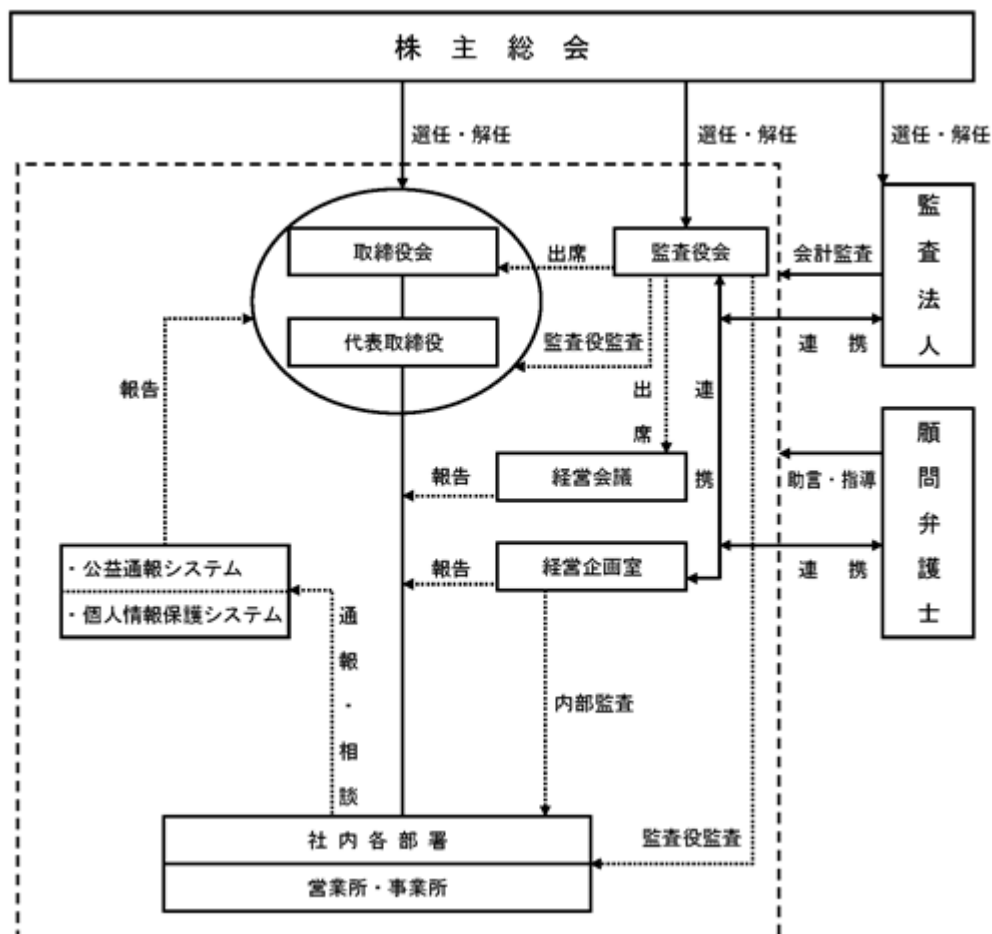 株主総会
選任・解任
選任・解任
選任・解任
監査法人
取締役会
出席
監査役会
会計監査
代表取締役
監査役監査
連携
報告
出席
連携
顧問弁護士
報告
経営会議
助言・指導
報告
経営企画室
連携
・公益通報システム
・個人情報保護システム
通報・相談
内部監査
社内各部署
監査役監査
営業所・事業所